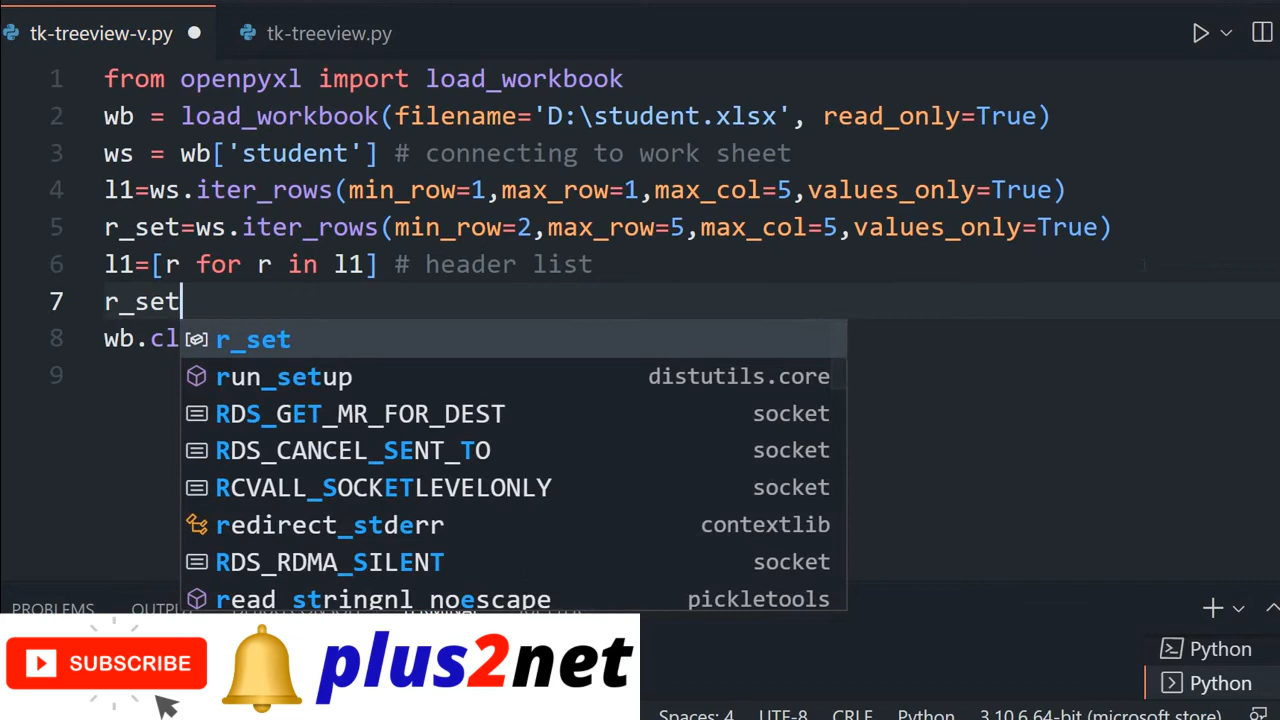 tk-treeview-v.py tk-treeview.py
1 from openpyxl import load_workbook
2 wb = load_workbook(filename='D:\student.xlsx', read_only=True)
3 ws = wb['student'] # connecting to work sheet
4 l1=ws.iter_rows(min_row=1,max_row=1,max_col=5,values_only=True)
5 r_set=ws.iter_rows(min_row=2,max_row=5,max_col=5,values_only=True)
6 l1=[r for r in l1] # header list
7 r_set
8 wb.cl
9
r_set
run_setup distutils.core
RDS_GET_MR_FOR_DEST socket
RDS_CANCEL_SENT_TO socket
RCVALL_SOCKETLEVELONLY socket
redirect_stderr contextlib
RDS_RDMA_SILENT socket
read_stringnl_noescape pickletools
PROBLEMS OUTPU
SUBSCRIBE
plus2net
Python
Python
Spaces: 4 UTF-8 CRLF Python 3.10.6 64-bit (microsoft store)